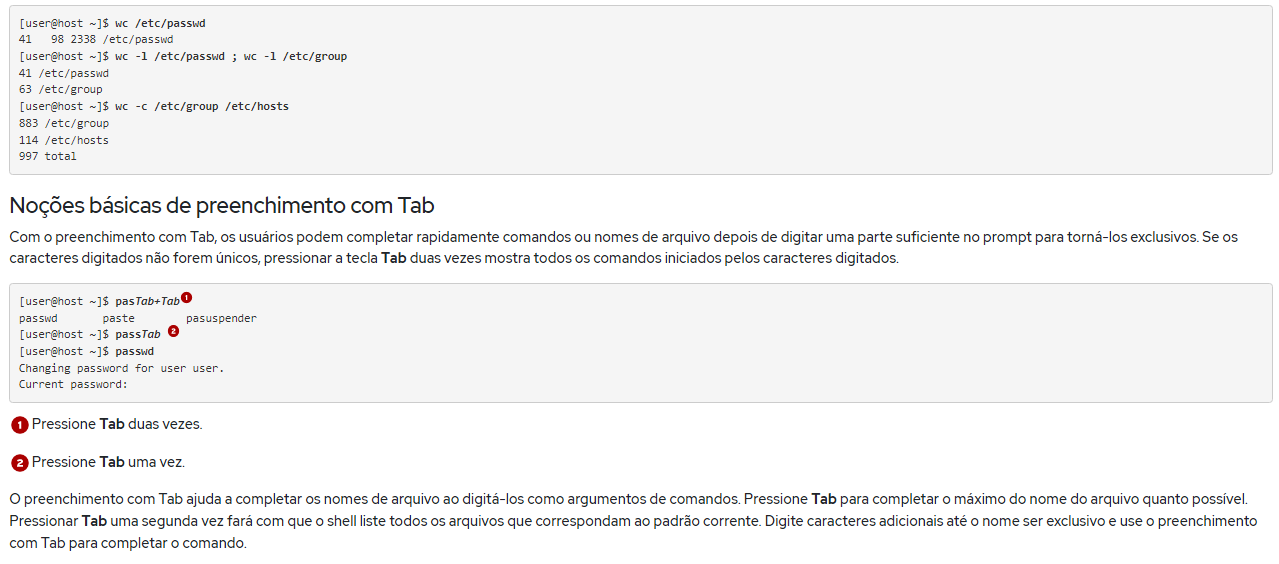 [user@host ~]$ wc /etc/passwd
41   98 2338 /etc/passwd
[user@host ~]$ wc -l /etc/passwd ; wc -l /etc/group
41 /etc/passwd
63 /etc/group
[user@host ~]$ wc -c /etc/group /etc/hosts
883 /etc/group
114 /etc/hosts
997 total
Noções básicas de preenchimento com Tab
Com o preenchimento com Tab, os usuários podem completar rapidamente comandos ou nomes de arquivo depois de digitar uma parte suficiente no prompt para torná-los exclusivos. Se os
caracteres digitados não forem únicos, pressionar a tecla Tab duas vezes mostra todos os comandos iniciados pelos caracteres digitados.
[user@host ~]$ pasTab+Tab 1
passwd       paste        pasuspender
[user@host ~]$ passTab 2
[user@host ~]$ passwd
Changing password for user user.
Current password:
1 Pressione Tab duas vezes.
2 Pressione Tab uma vez.
O preenchimento com Tab ajuda a completar os nomes de arquivo ao digitá-los como argumentos de comandos. Pressione Tab para completar o máximo do nome do arquivo quanto possível.
Pressionar Tab uma segunda vez fará com que o shell liste todos os arquivos que correspondam ao padrão corrente. Digite caracteres adicionais até o nome ser exclusivo e use o preenchimento
com Tab para completar o comando.